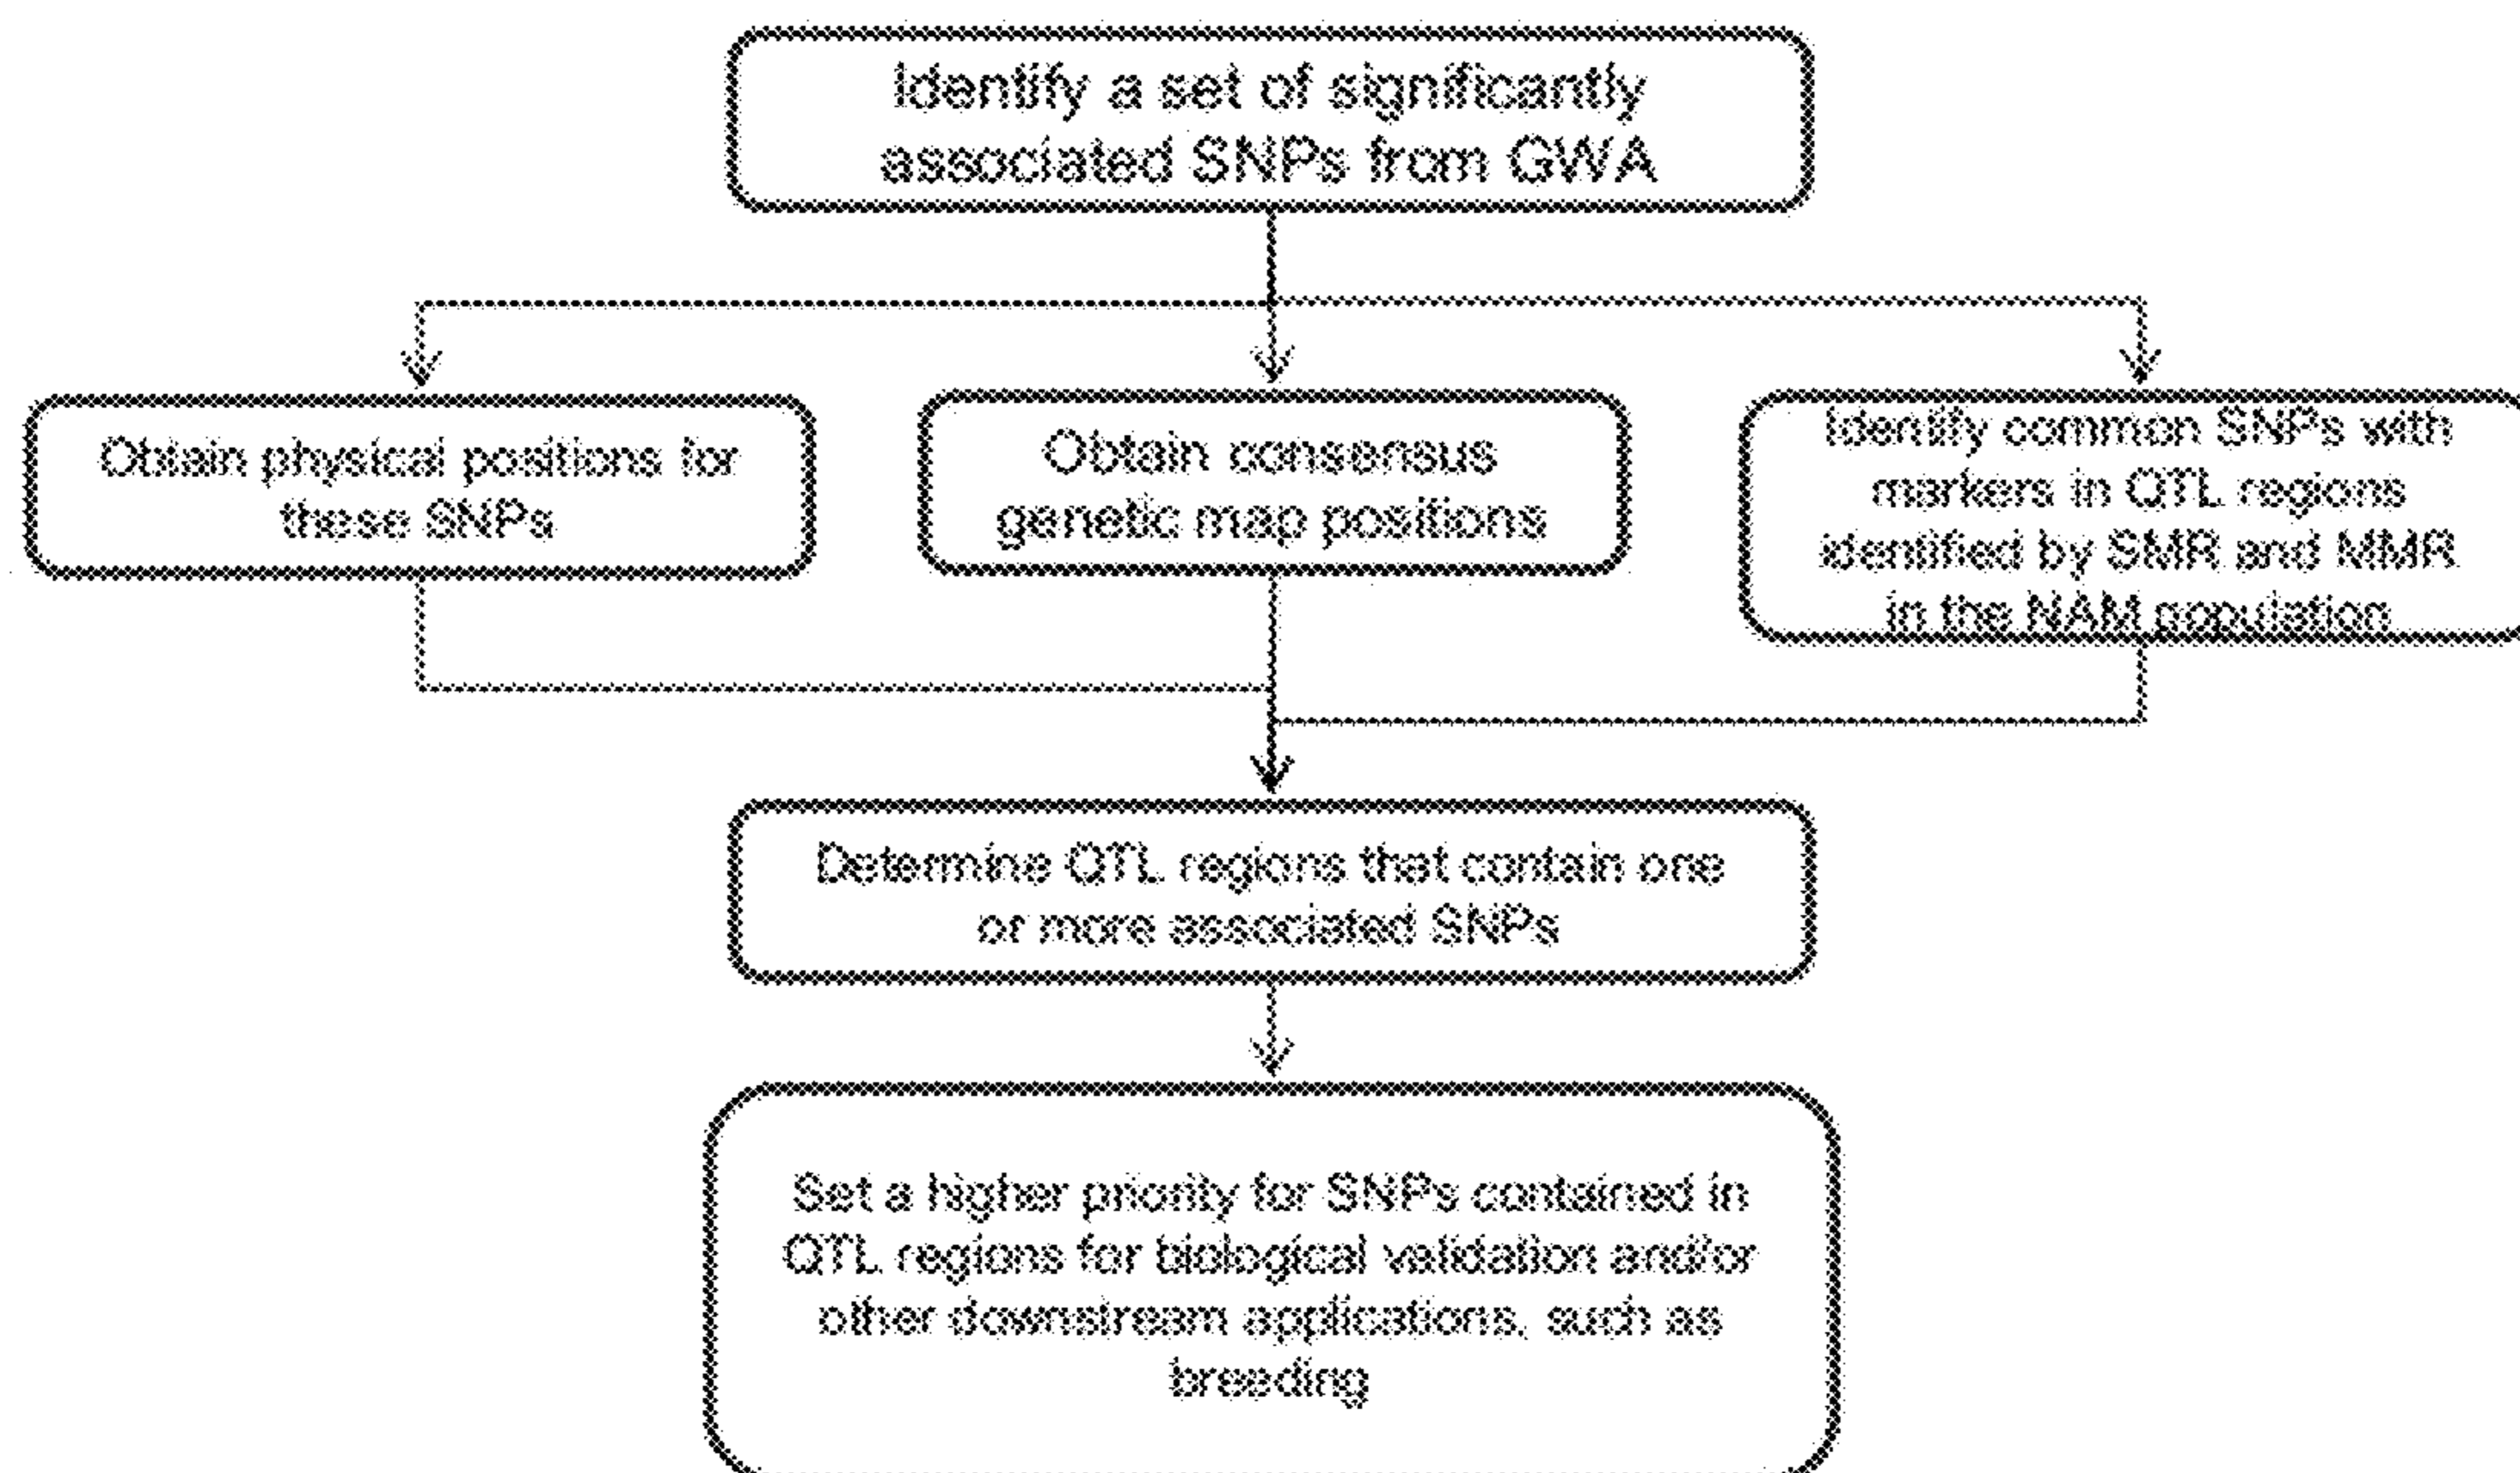 Identify a set of significantly
associated SNPs from GWA
Obtain physical positions for
these SNPs
Obtain consensus
genetic map positions
Identify common SNPs with
markers in QTL regions
identified by SMR and MMR
in the NAM population
Determine QTL regions that contain one
or more associated SNPs
Set a higher priority for SNPs contained in
QTL regions for biological validation and/or
other downstream applications, such as
breeding